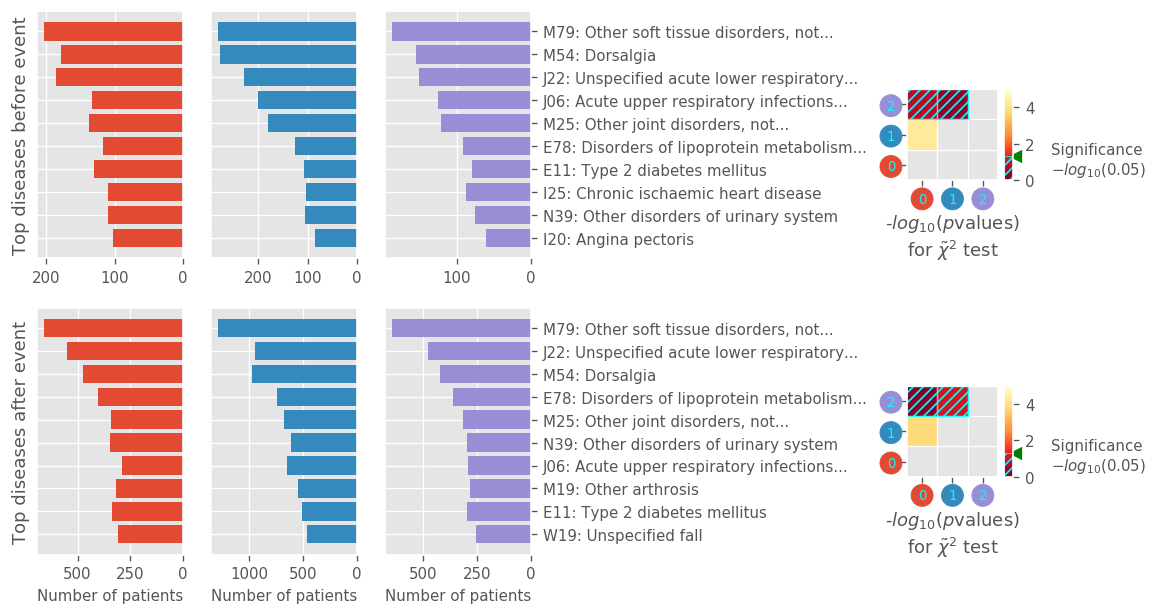 Top diseases before event
M79: Other soft tissue disorders, not...
M54: Dorsalgia
J22: Unspecified acute lower respiratory...
J06: Acute upper respiratory infections...
M25: Other joint disorders, not...
E78: Disorders of lipoprotein metabolism...
E11: Type 2 diabetes mellitus
I25: Chronic ischaemic heart disease
N39: Other disorders of urinary system
I20: Angina pectoris
200 100 0
200 100 0
100 0
2
1
0
0 1 2
4
2
0
Significance
−log₁₀(0.05)
-log₁₀(pvalues)
for χ̃² test
Top diseases after event
M79: Other soft tissue disorders, not...
J22: Unspecified acute lower respiratory...
M54: Dorsalgia
E78: Disorders of lipoprotein metabolism...
M25: Other joint disorders, not...
N39: Other disorders of urinary system
J06: Acute upper respiratory infections...
M19: Other arthrosis
E11: Type 2 diabetes mellitus
W19: Unspecified fall
500 250 0
1000 500 0
500 250 0
Number of patients
Number of patients
Number of patients
2
1
0
0 1 2
4
2
0
Significance
−log₁₀(0.05)
-log₁₀(pvalues)
for χ̃² test